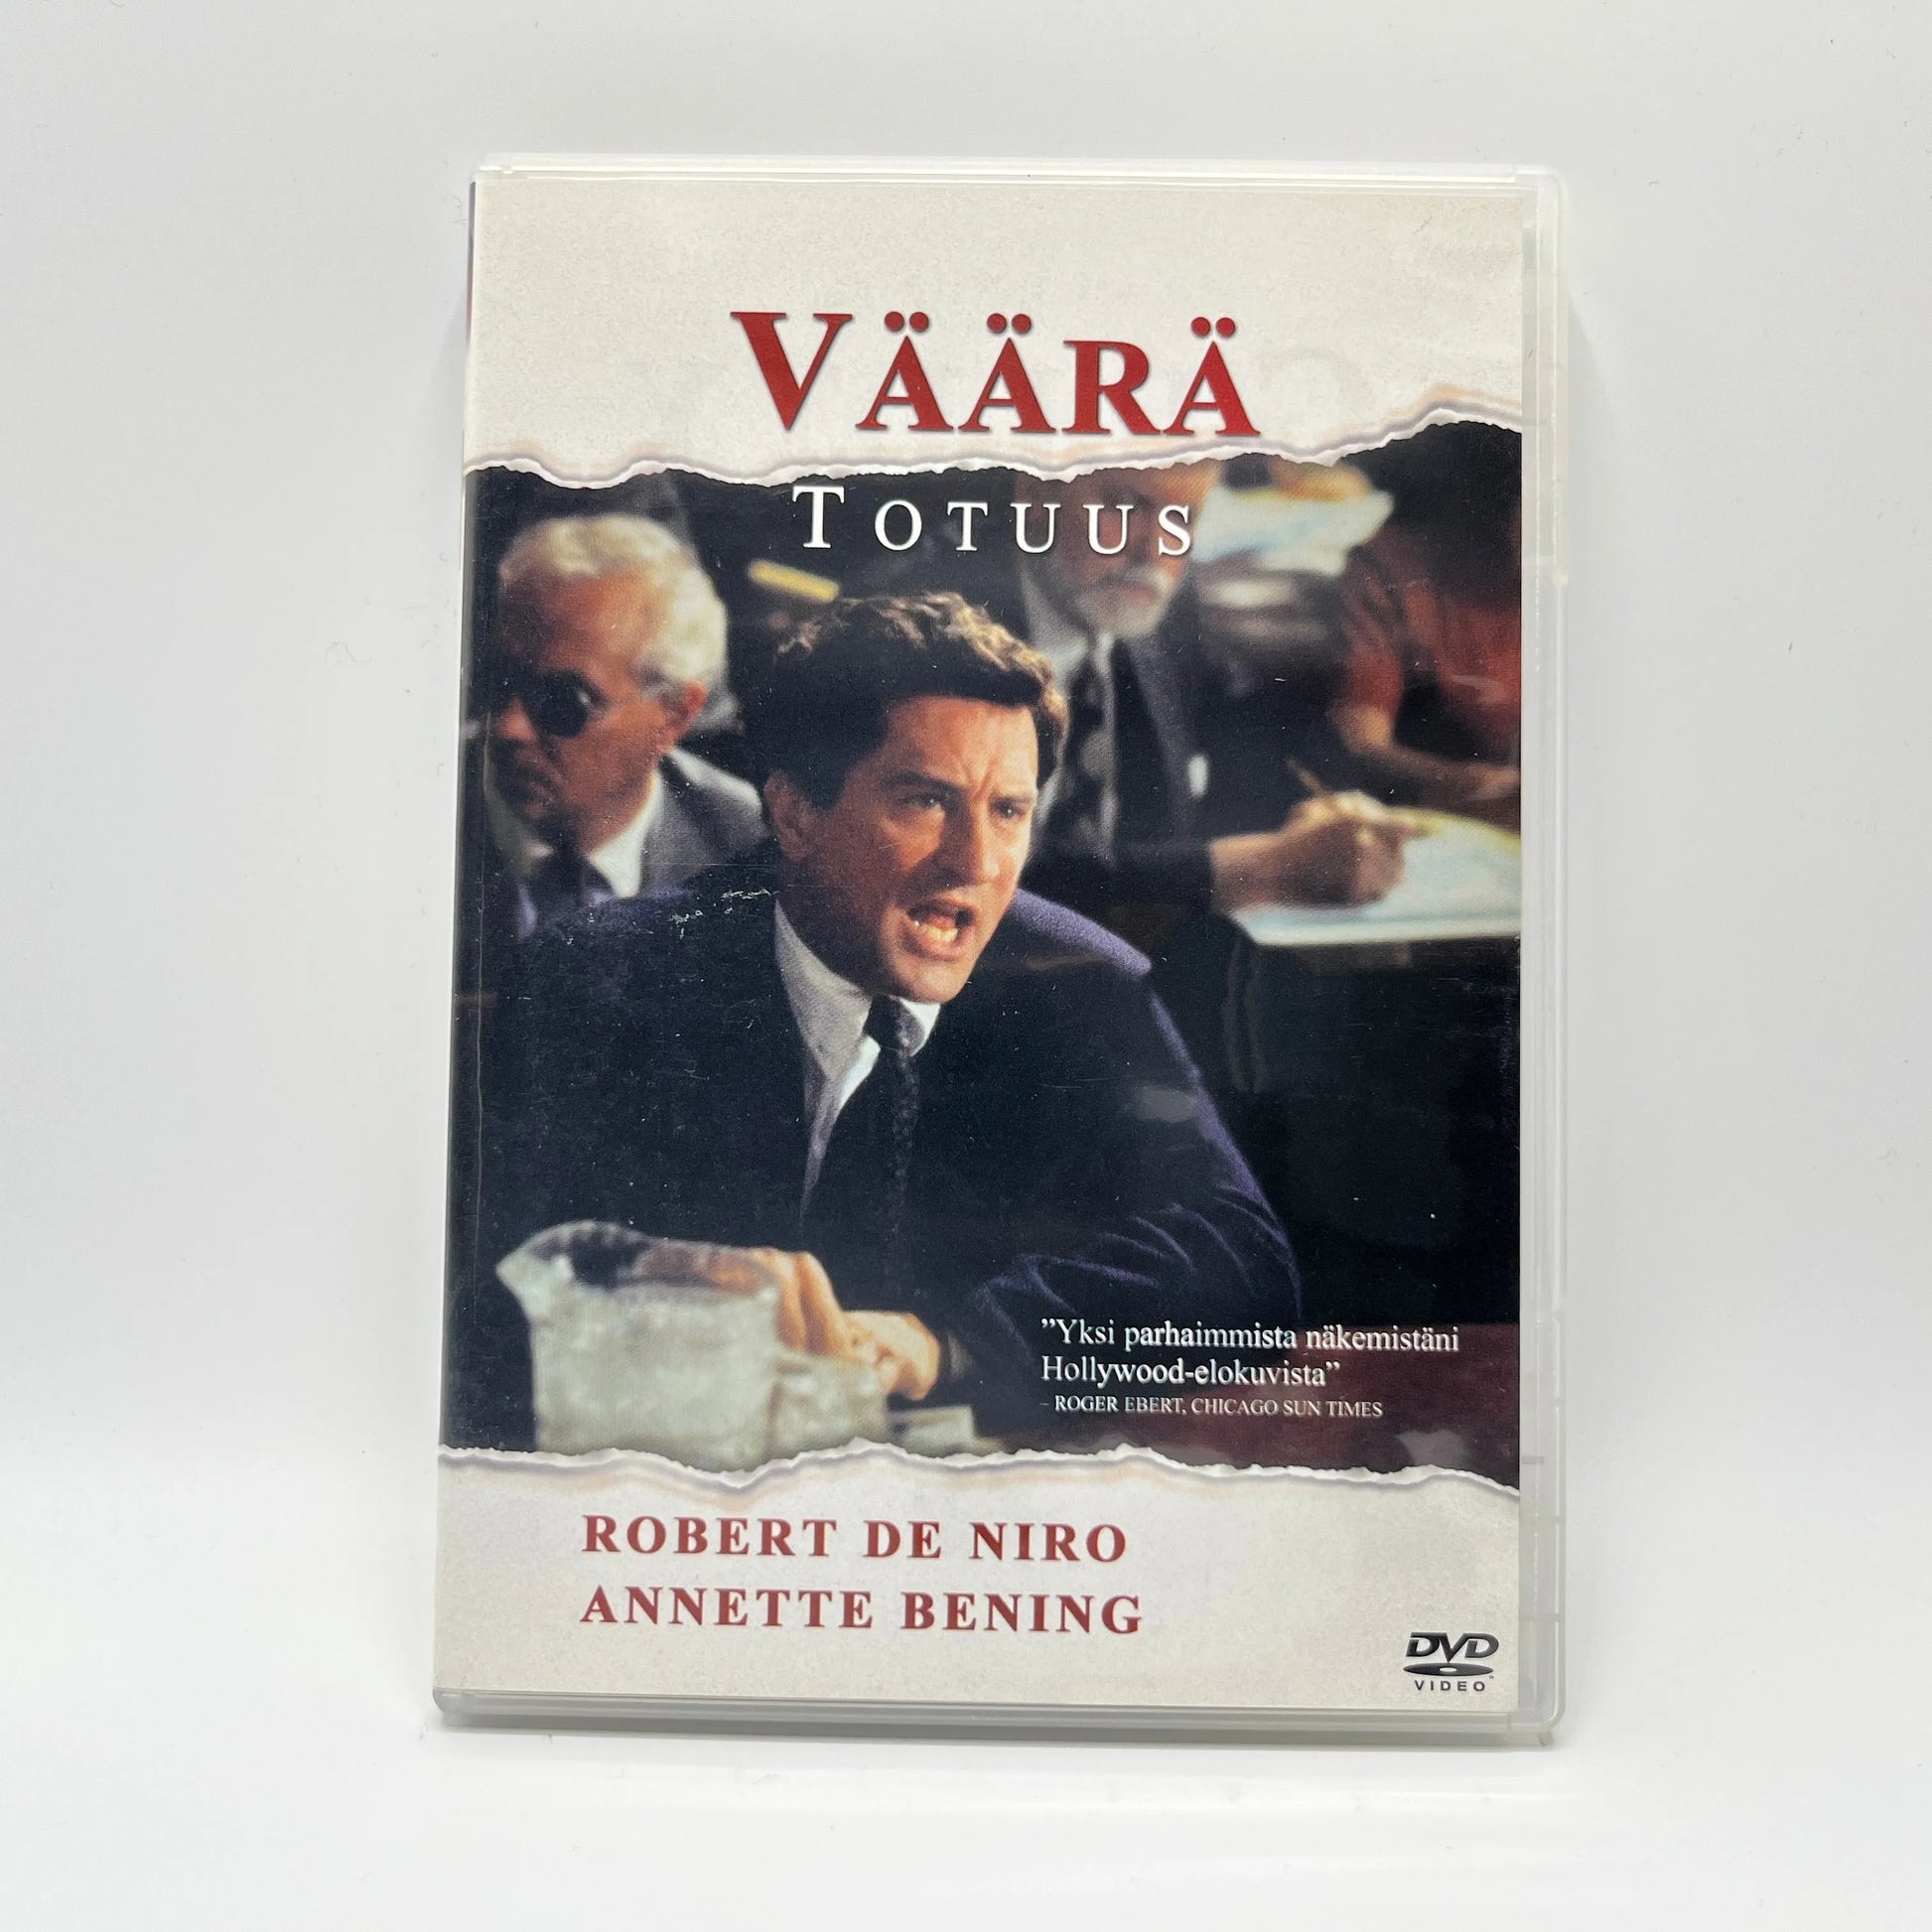 VÄÄRÄ
TOTUUS
"Yksi parhaimmista näkemistäni
Hollywood-elokuvista"
- ROGER EBERT, CHICAGO SUN TIMES
ROBERT DE NIRO
ANNETTE BENING
DVD
VIDEO